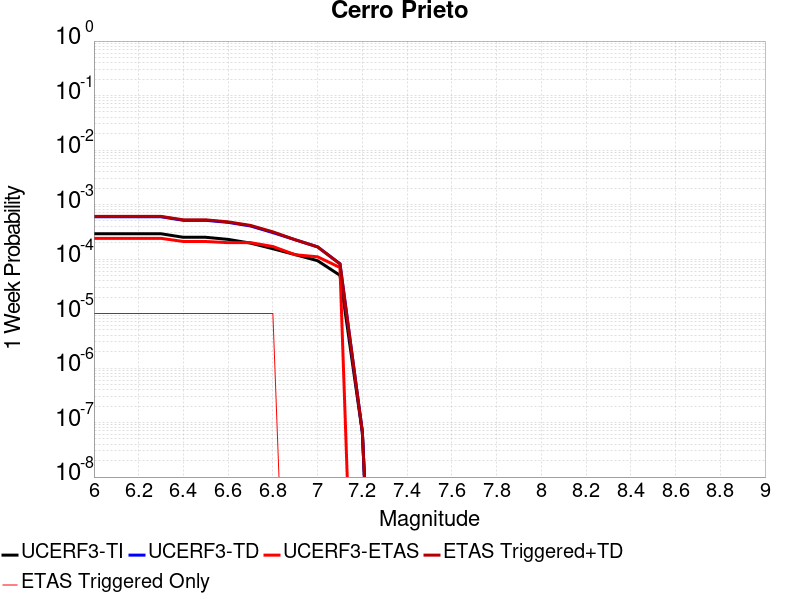 Cerro Prieto
10^0
10^-1
10^-2
10^-3
10^-4
10^-5
10^-6
10^-7
10^-8
1 Week Probability
6 6.2 6.4 6.6 6.8 7 7.2 7.4 7.6 7.8 8 8.2 8.4 8.6 8.8 9
Magnitude
UCERF3-TI UCERF3-TD UCERF3-ETAS ETAS Triggered+TD
ETAS Triggered Only